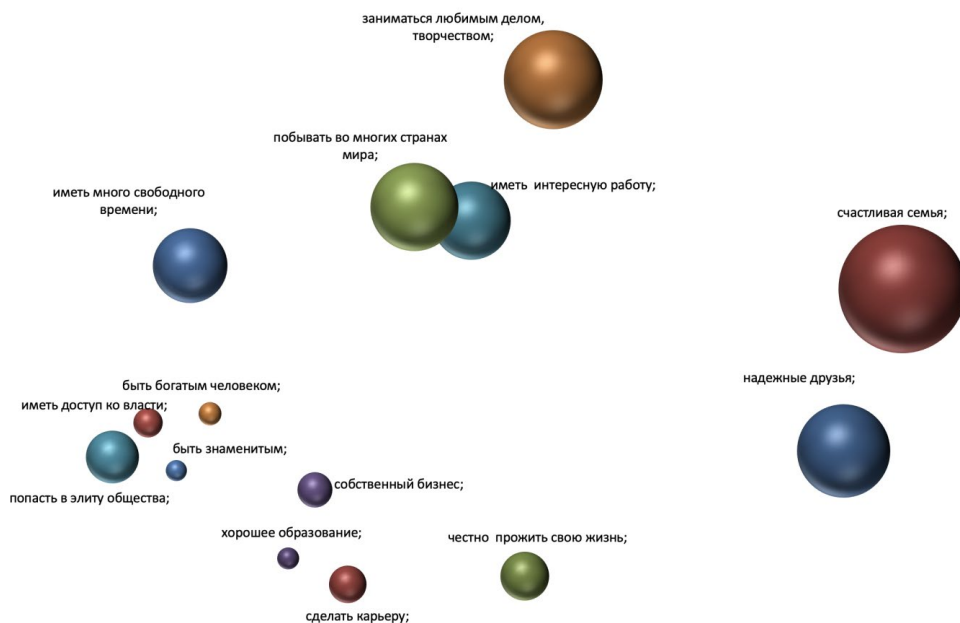 заниматься любимым делом,
творчеством;
побывать во многих странах
мира;
иметь много свободного
времени;
иметь интересную работу;
счастливая семья;
быть богатым человеком;
иметь доступ ко власти;
надежные друзья;
быть знаменитым;
попасть в элиту общества;
собственный бизнес;
хорошее образование;
честно прожить свою жизнь;
сделать карьеру;